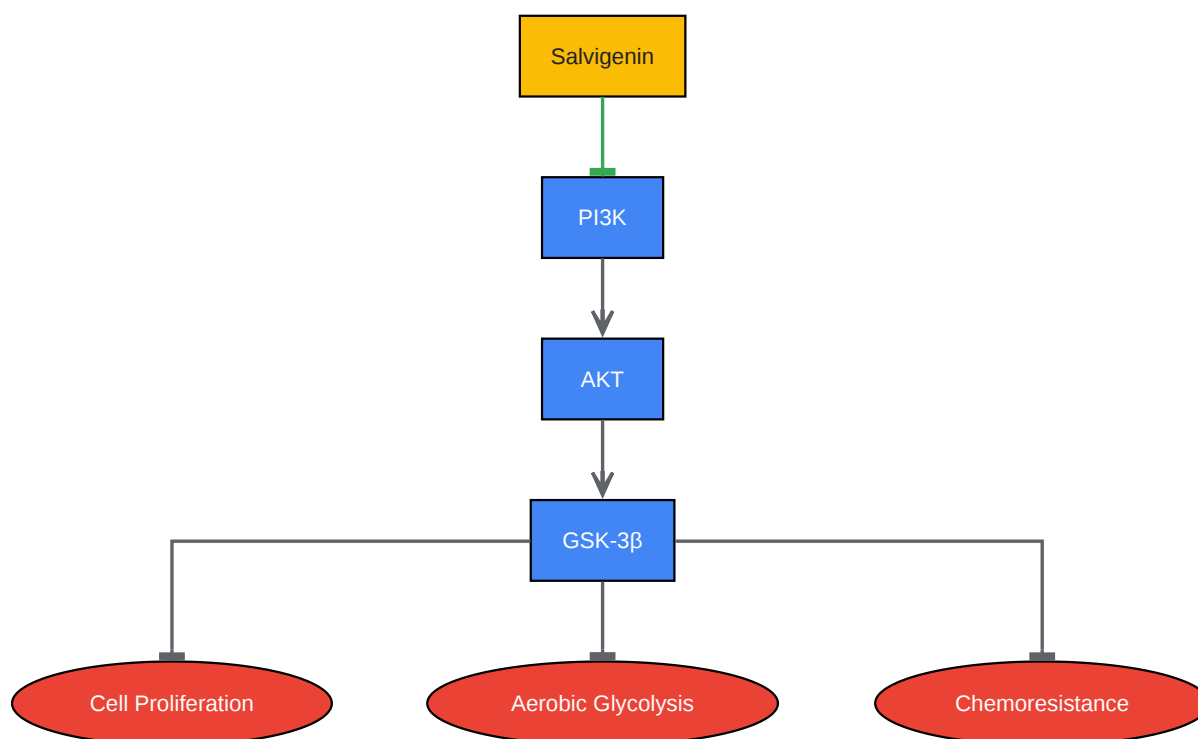 Salvigenin
PI3K
AKT
GSK-3β
Cell Proliferation
Aerobic Glycolysis
Chemoresistance